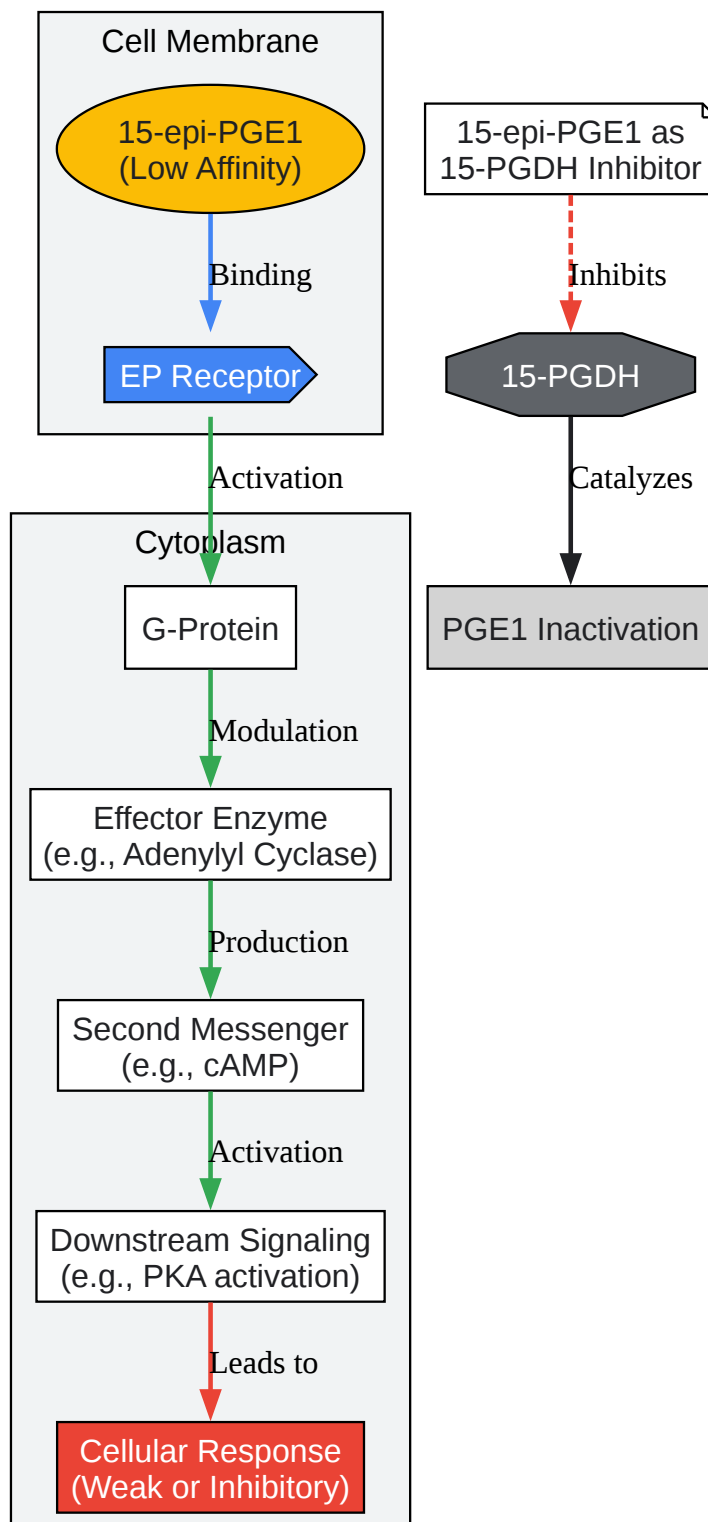 Cell Membrane
15-epi-PGE1
(Low Affinity)
Binding
EP Receptor
Activation
Cytoplasm
G-Protein
Modulation
Effector Enzyme
(e.g., Adenylyl Cyclase)
Production
Second Messenger
(e.g., cAMP)
Activation
Downstream Signaling
(e.g., PKA activation)
Leads to
Cellular Response
(Weak or Inhibitory)
15-epi-PGE1 as
15-PGDH Inhibitor
Inhibits
15-PGDH
Catalyzes
PGE1 Inactivation